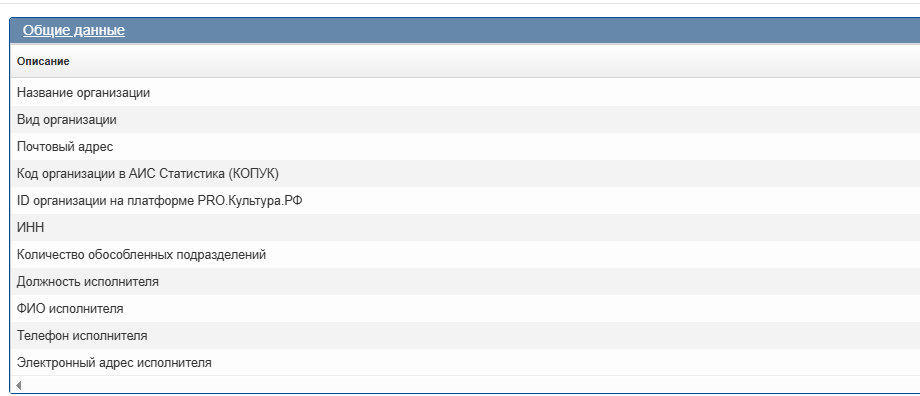 Общие данные
Описание
Название организации
Вид организации
Почтовый адрес
Код организации в АИС Статистика (КОПУК)
ID организации на платформе PRO.Культура.РФ
ИНН
Количество обособленных подразделений
Должность исполнителя
ФИО исполнителя
Телефон исполнителя
Электронный адрес исполнителя